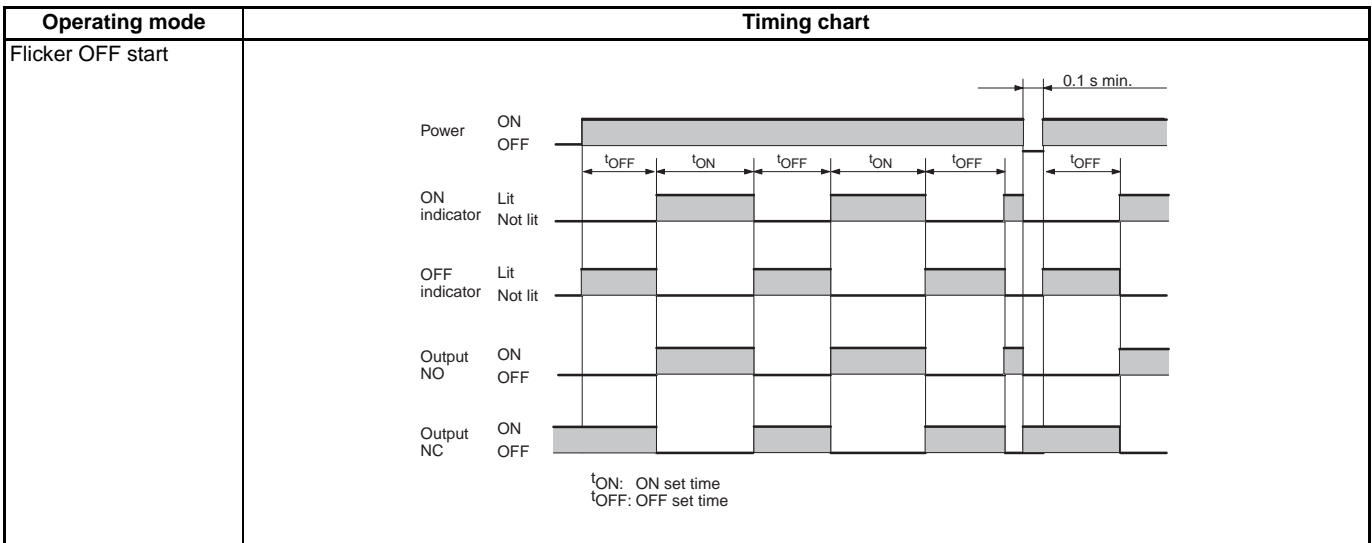 Operating mode Timing chart
Flicker OFF start
0.1 s min.
Power ON
OFF
tOFF tON tOFF tON tOFF tOFF
ON indicator Lit
Not lit
OFF indicator Lit
Not lit
Output NO ON
OFF
Output NC ON
OFF
tON: ON set time
tOFF: OFF set time